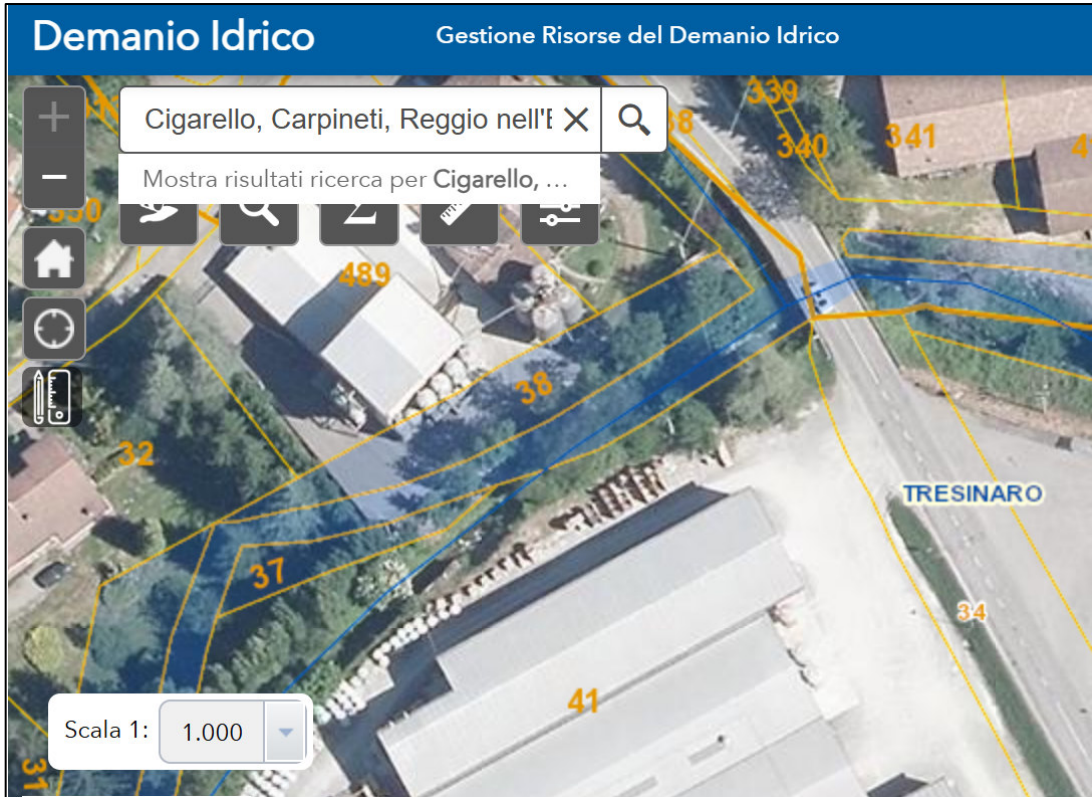 Demanio Idrico
Gestione Risorse del Demanio Idrico
Cigarello, Carpineti, Reggio nell'E
Mostra risultati ricerca per Cigarello, ...
339
38
340
341
489
38
32
TRESINARO
37
34
41
Scala 1: 1.000
31